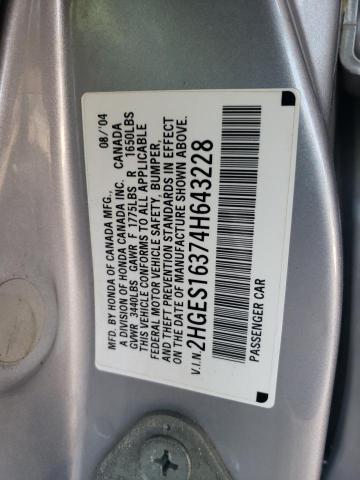 MFD. BY HONDA OF CANADA MFG., 08/'04
A DIVISION OF HONDA CANADA INC. CANADA
GVWR 3440LBS GAWR F 1775LBS R 1650LBS
THIS VEHICLE CONFORMS TO ALL APPLICABLE
FEDERAL MOTOR VEHICLE SAFETY, BUMPER,
AND THEFT PREVENTION STANDARDS IN EFFECT
ON THE DATE OF MANUFACTURE SHOWN ABOVE.
V.I.N. 2HGES16374H643228
PASSENGER CAR